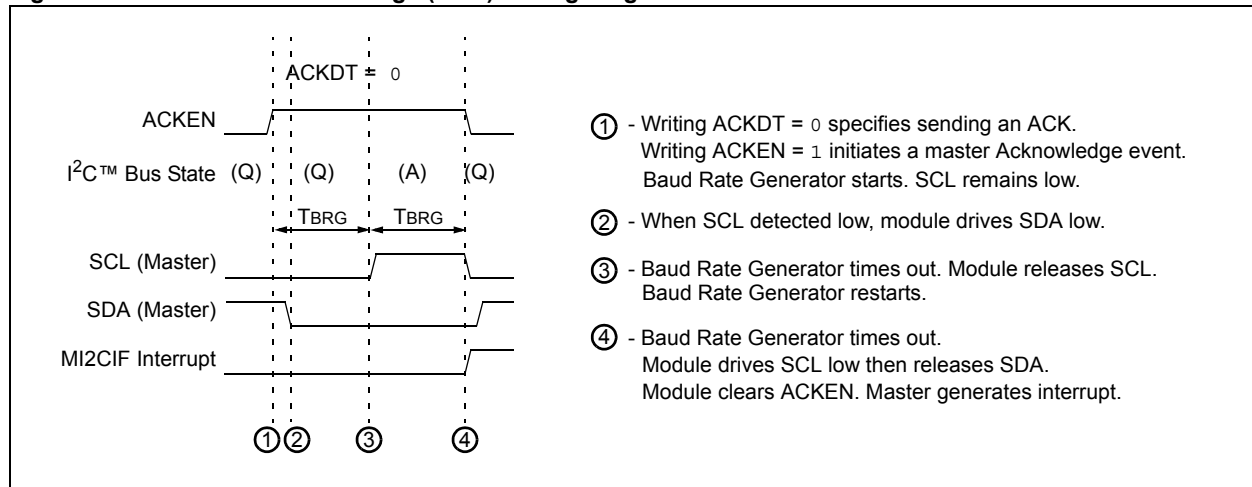 ACKDT = 0
ACKEN
I²C™ Bus State (Q) (Q) (A) (Q)
TBRG TBRG
SCL (Master)
SDA (Master)
MI2CIF Interrupt
1 2 3 4
1 - Writing ACKDT = 0 specifies sending an ACK.
Writing ACKEN = 1 initiates a master Acknowledge event.
Baud Rate Generator starts. SCL remains low.
2 - When SCL detected low, module drives SDA low.
3 - Baud Rate Generator times out. Module releases SCL.
Baud Rate Generator restarts.
4 - Baud Rate Generator times out.
Module drives SCL low then releases SDA.
Module clears ACKEN. Master generates interrupt.